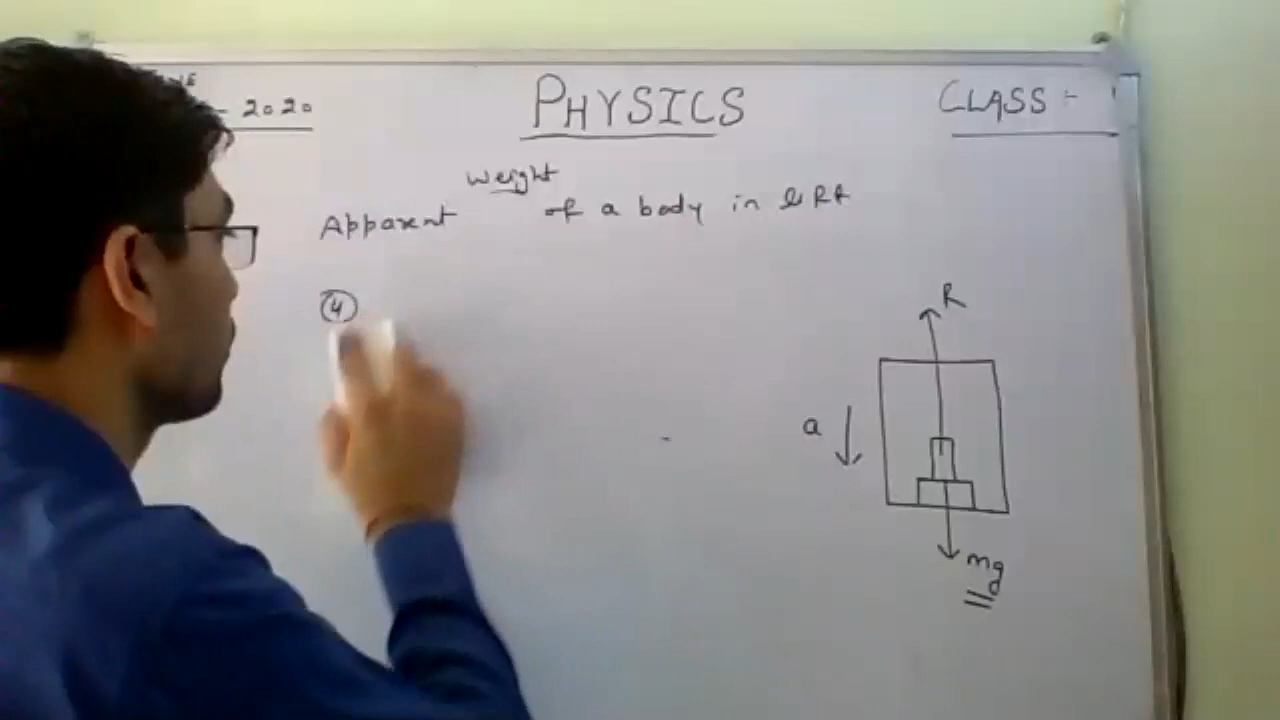 - 2020
PHYSICS
CLASS :-
Apparent weight of a body in
4
R
a
mg